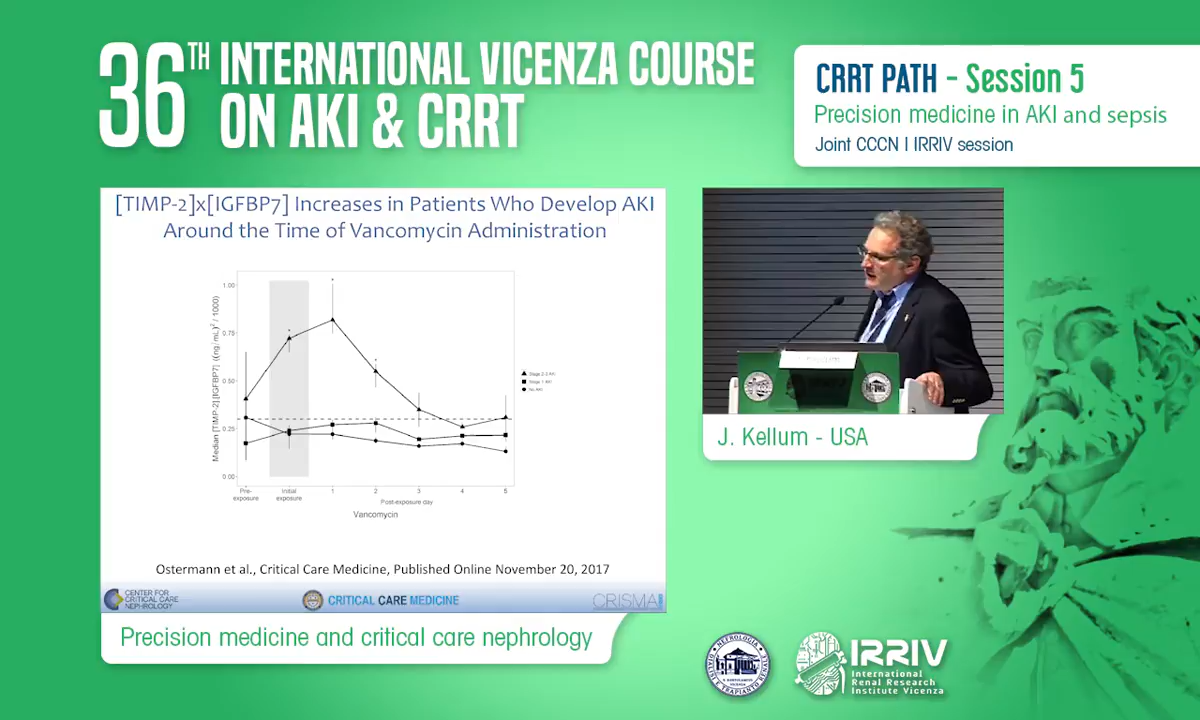 36TH INTERNATIONAL VICENZA COURSE
ON AKI & CRRT
CRRT PATH - Session 5
Precision medicine in AKI and sepsis
Joint CCCN | IRRIV session
[TIMP-2]x[IGFBP7] Increases in Patients Who Develop AKI
Around the Time of Vancomycin Administration
Median [TIMP-2].[IGFBP7] ((ng/mL)² / 1000)
1.00
0.75
0.50
0.25
0.00
Stage 2-3 AKI
Stage 1 AKI
No AKI
Pre-
exposure
Initial
exposure
1
2
3
4
5
Post-exposure day
Vancomycin
Ostermann et al., Critical Care Medicine, Published Online November 20, 2017
CENTER FOR
CRITICAL CARE
NEPHROLOGY
CRITICAL CARE MEDICINE
CRISMA
Precision medicine and critical care nephrology
J. Kellum - USA
IRRIV
International
Renal Research
Institute Vicenza